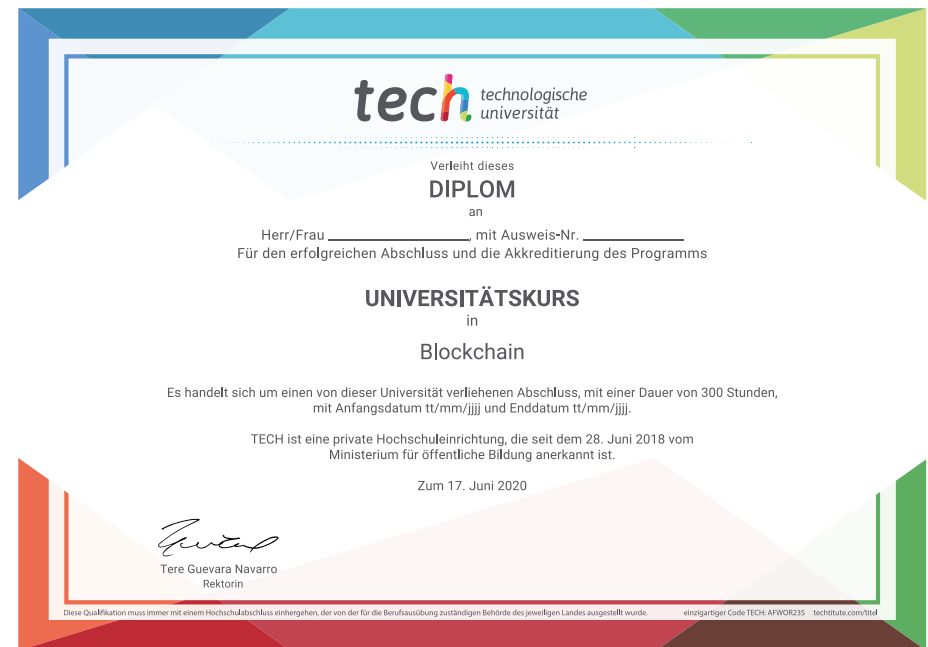 tech technologische
universität
Verleiht dieses
DIPLOM
an
Herr/Frau ____________________, mit Ausweis-Nr. ______________
Für den erfolgreichen Abschluss und die Akkreditierung des Programms
UNIVERSITÄTSKURS
in
Blockchain
Es handelt sich um einen von dieser Universität verliehenen Abschluss, mit einer Dauer von 300 Stunden,
mit Anfangsdatum tt/mm/jjjj und Enddatum tt/mm/jjjj.
TECH ist eine private Hochschuleinrichtung, die seit dem 28. Juni 2018 vom
Ministerium für öffentliche Bildung anerkannt ist.
Zum 17. Juni 2020
Tere Guevara Navarro
Rektorin
Diese Qualifikation muss immer mit einem Hochschulabschluss einhergehen, der von der für die Berufsausübung zuständigen Behörde des jeweiligen Landes ausgestellt wurde. einzigartiger Code TECH: AFWOR23S techtitute.com/titel